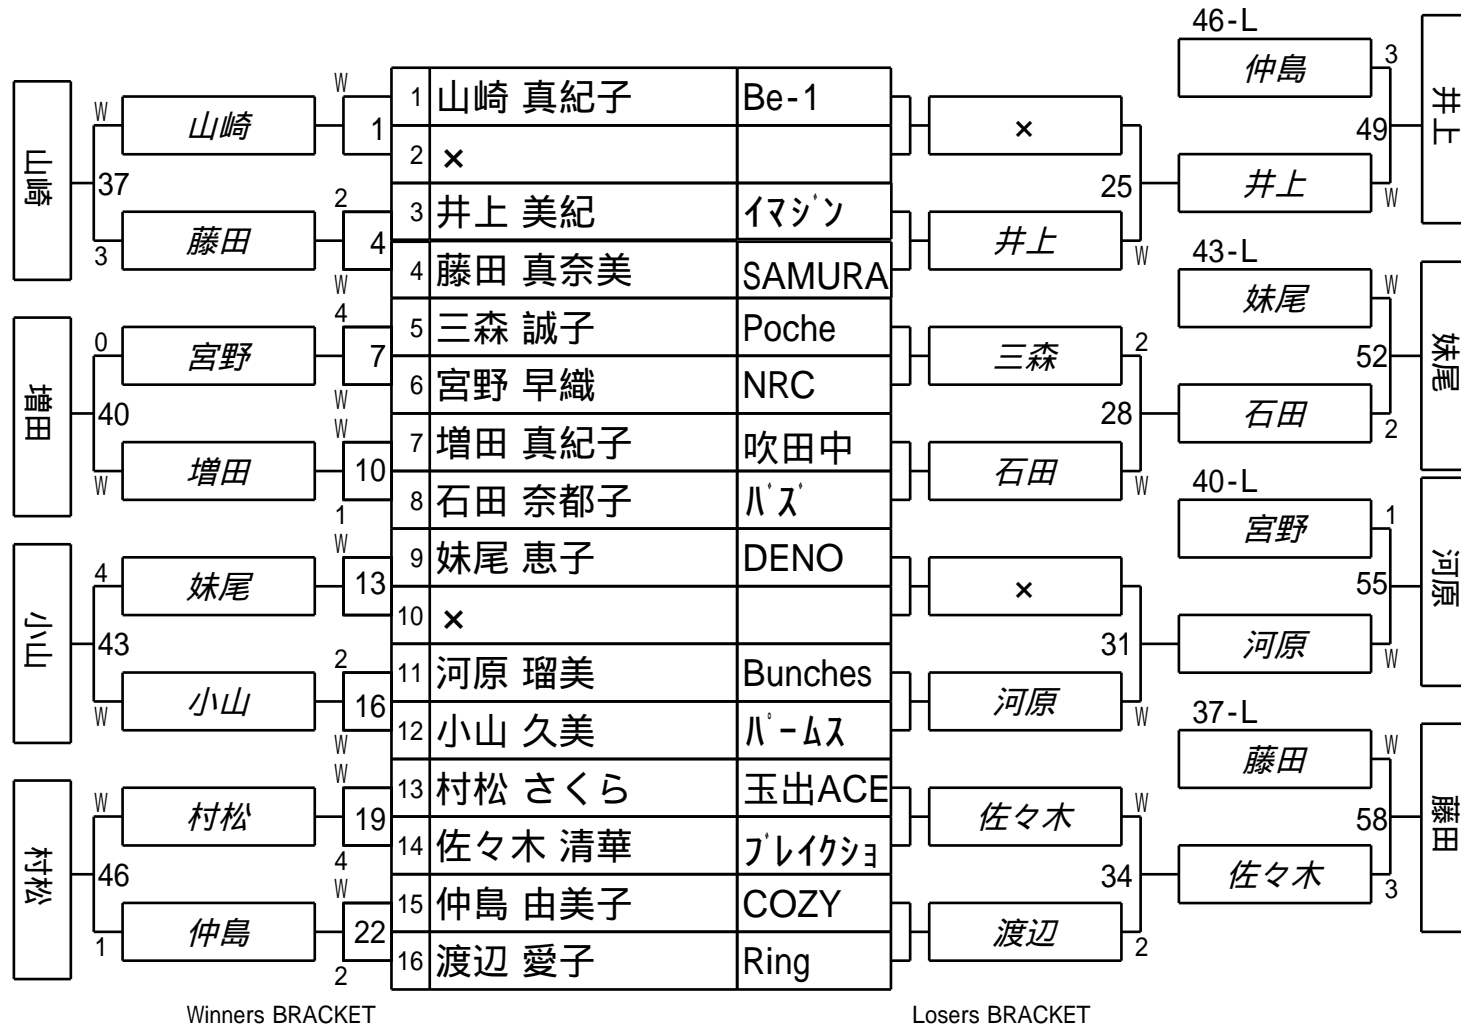 46-L
仲島 3
49
井上 W
井上
43-L
妹尾 W
52
石田 2
妹尾
40-L
宮野 1
55
河原 W
河原
37-L
藤田 W
58
佐々木 3
藤田
山崎
W 山崎
37
3 藤田
増田
0 宮野
40
W 増田
小山
4 妹尾
43
W 小山
村松
W 村松
46
1 仲島
W
1
2
4
W
4
7
W
W
10
1
W
13
2
16
W
W
19
4
W
22
2
1 山崎 真紀子 Be-1
2 ×
3 井上 美紀 ｲﾏｼﾞﾝ
4 藤田 真奈美 SAMURA
5 三森 誠子 Poche
6 宮野 早織 NRC
7 増田 真紀子 吹田中
8 石田 奈都子 ﾊﾞｽﾞ
9 妹尾 恵子 DENO
10 ×
11 河原 瑠美 Bunches
12 小山 久美 ﾊﾟｰﾑｽ
13 村松 さくら 玉出ACE
14 佐々木 清華 ﾌﾞﾚｲｸｼｮ
15 仲島 由美子 COZY
16 渡辺 愛子 Ring
×
25
井上 W
三森 2
28
石田 W
×
31
河原 W
佐々木 W
34
渡辺 2
Winners BRACKET
Losers BRACKET